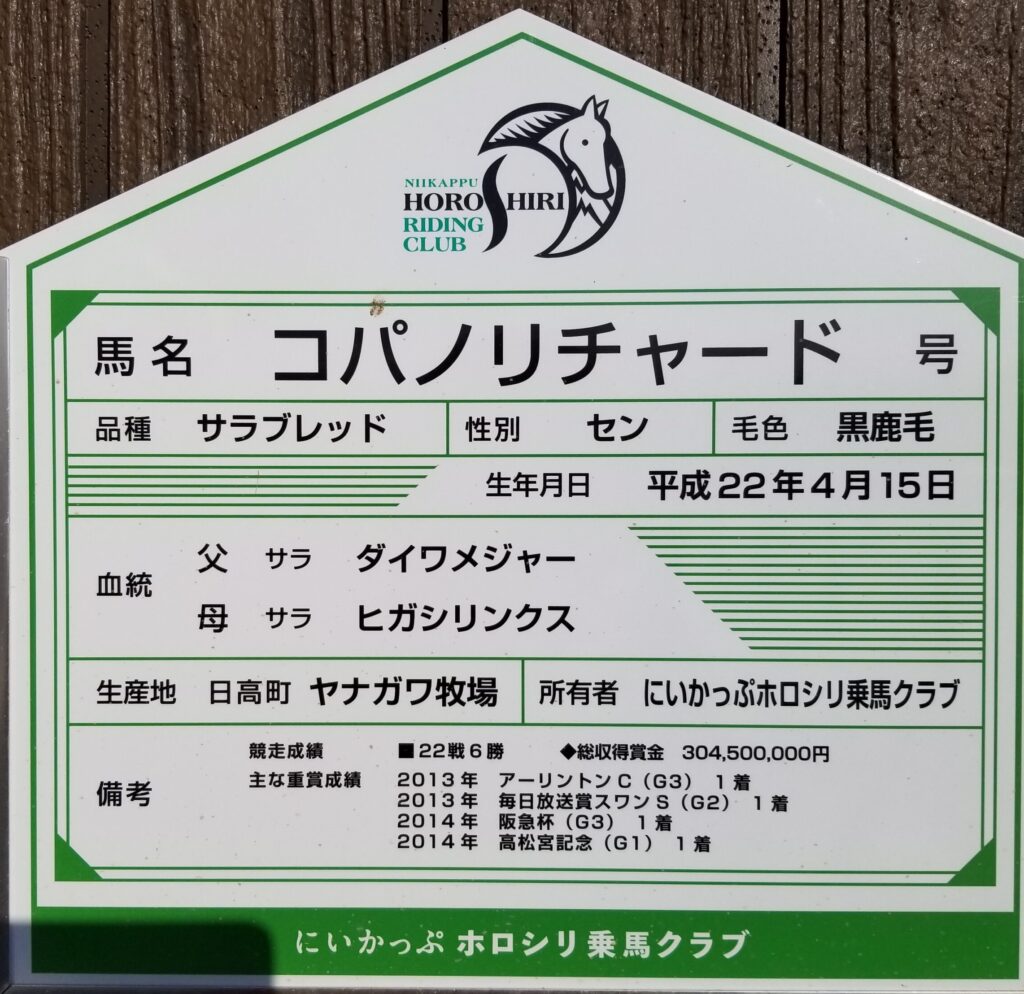 NIIKAPPU
HOROSHIRI
RIDING
CLUB
馬名 コパノリチャード 号
品種 サラブレッド 性別 セン 毛色 黒鹿毛
生年月日 平成22年4月15日
血統 父 サラ ダイワメジャー
母 サラ ヒガシリンクス
生産地 日高町 ヤナガワ牧場 所有者 にいかっぷホロシリ乗馬クラブ
備考
競走成績 ■22戦6勝 ◆総収得賞金 304,500,000円
主な重賞成績 2013年 アーリントンC(G3) 1着
2013年 毎日放送賞スワンS(G2) 1着
2014年 阪急杯(G3) 1着
2014年 高松宮記念(G1) 1着
にいかっぷ ホロシリ乗馬クラブ